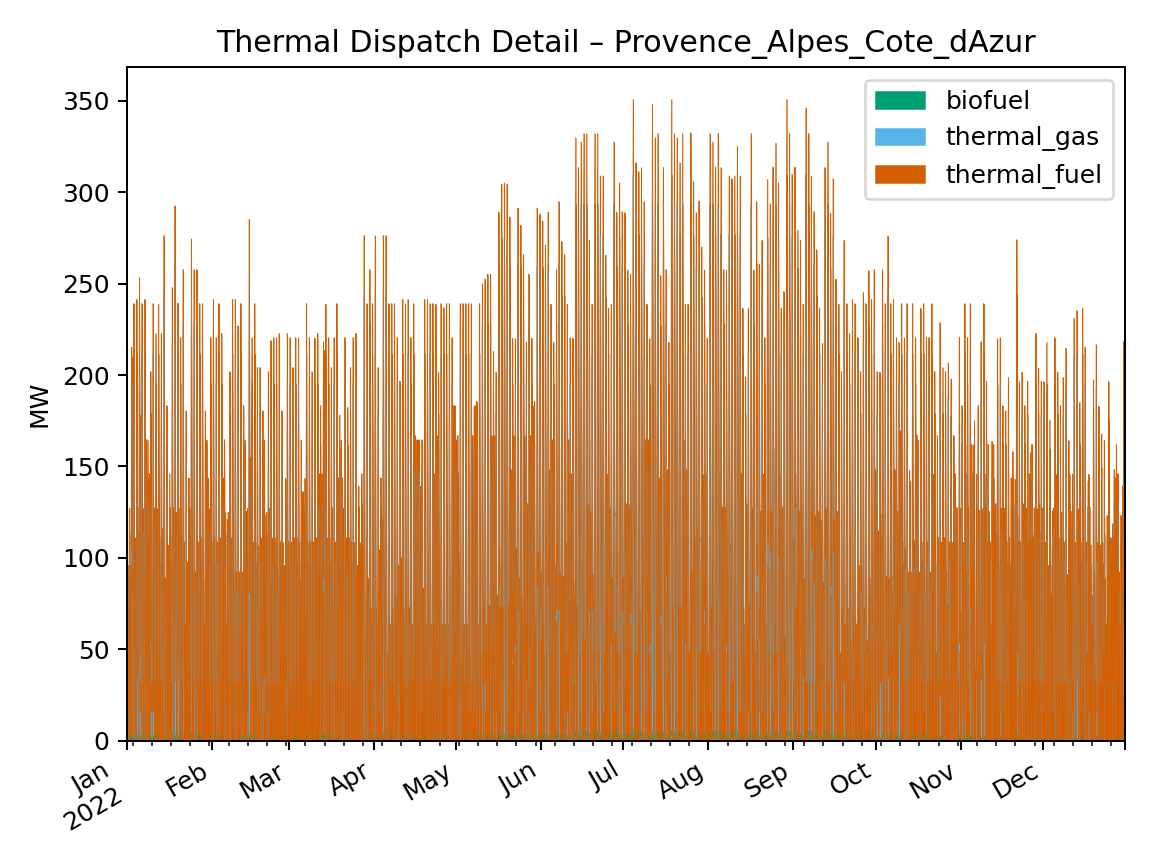 Thermal Dispatch Detail – Provence_Alpes_Cote_dAzur
biofuel
thermal_gas
thermal_fuel
MW
350
300
250
200
150
100
50
0
Jan
2022
Feb
Mar
Apr
May
Jun
Jul
Aug
Sep
Oct
Nov
Dec